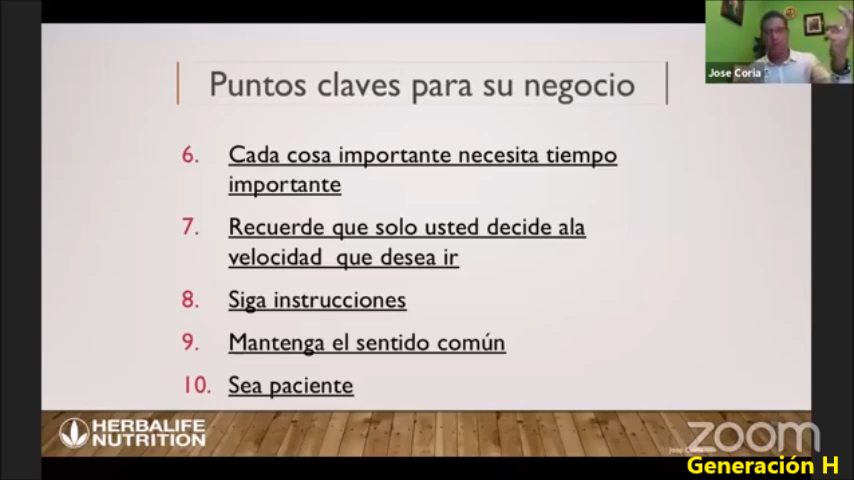 Puntos claves para su negocio
Jose Coria
6. Cada cosa importante necesita tiempo
importante
7. Recuerde que solo usted decide ala
velocidad que desea ir
8. Siga instrucciones
9. Mantenga el sentido común
10. Sea paciente
HERBALIFE
NUTRITION
zoom
Generación H